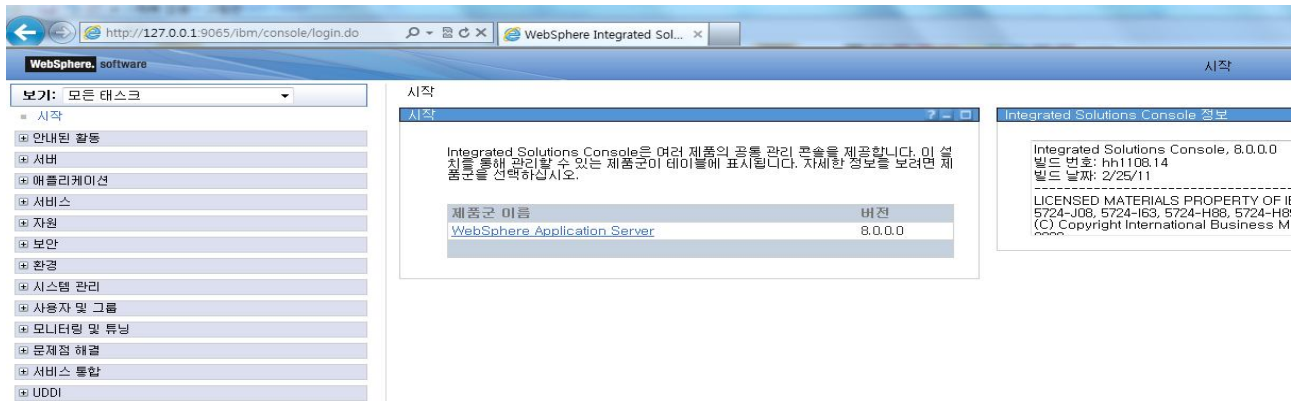 http://127.0.0.1:9065/ibm/console/login.do
WebSphere Integrated Sol...
WebSphere. software
시작
보기: 모든 태스크
시작
안내된 활동
서버
애플리케이션
서비스
자원
보안
환경
시스템 관리
사용자 및 그룹
모니터링 및 튜닝
문제점 해결
서비스 통합
UDDI
시작
시작
Integrated Solutions Console은 여러 제품의 공통 관리 콘솔을 제공합니다. 이 설
치를 통해 관리할 수 있는 제품군이 테이블에 표시됩니다. 자세한 정보를 보려면 제
품군을 선택하십시오.
제품군 이름 버전
WebSphere Application Server 8.0.0.0
Integrated Solutions Console 정보
Integrated Solutions Console, 8.0.0.0
빌드 번호: hh1108.14
빌드 날짜: 2/25/11
LICENSED MATERIALS PROPERTY OF
5724-J08, 5724-I63, 5724-H88,
(C) Copyright International Business